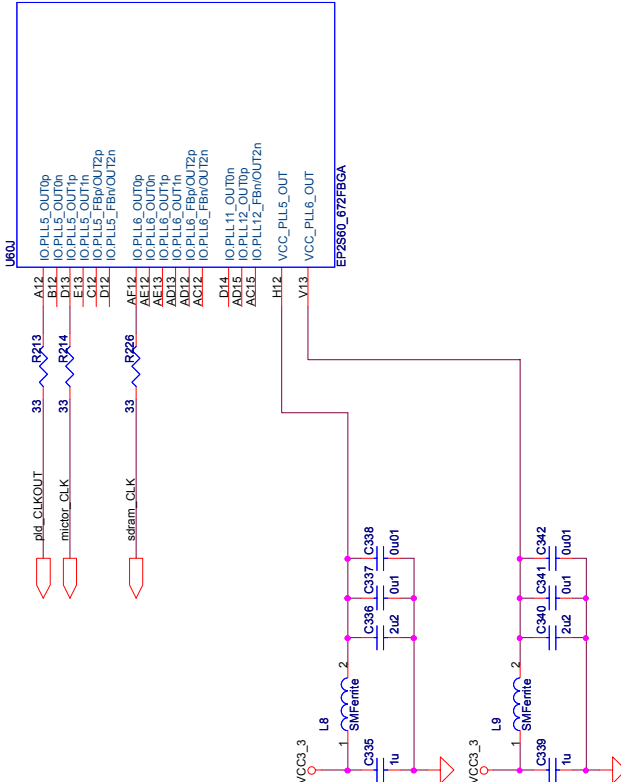 U60J
IO.PLL5_OUT0p
IO.PLL5_OUT0n
IO.PLL5_OUT1p
IO.PLL5_OUT1n
IO.PLL5_FBp/OUT2p
IO.PLL5_FBn/OUT2n
IO.PLL6_OUT0p
IO.PLL6_OUT0n
IO.PLL6_OUT1p
IO.PLL6_OUT1n
IO.PLL6_FBp/OUT2p
IO.PLL6_FBn/OUT2n
IO.PLL11_OUT0n
IO.PLL12_OUT0n
IO.PLL12_FBn/OUT2n
VCC_PLL5_OUT
VCC_PLL6_OUT
EP2S60_672FBGA
A12
B12
D13
E13
C12
D12
AF12
AE12
AE13
AD13
AD12
AC12
D14
AD15
AC15
H12
V13
R213
33
R214
33
R226
33
pld_CLKOUT
mictor_CLK
sdram_CLK
C338
0u01
C337
0u1
C336
2u2
2
L8
SMFerrite
1
VCC3_3
C335
1u
C342
0u01
C341
0u1
C340
2u2
2
L9
SMFerrite
1
VCC3_3
C339
1u